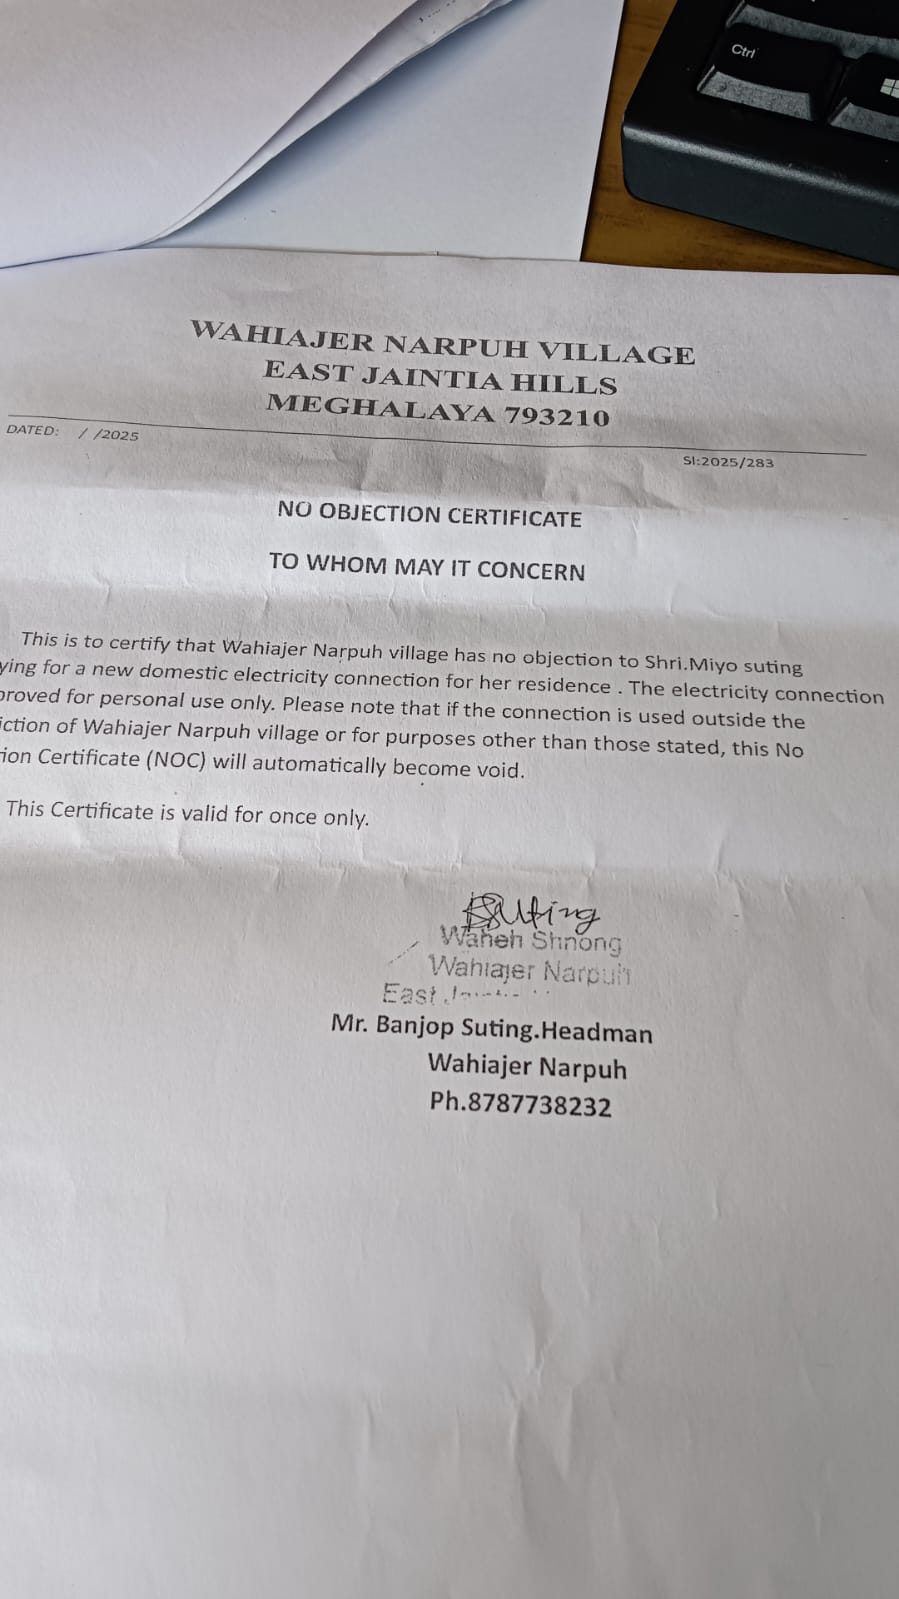 Ctrl
WAHIAJER NARPUH VILLAGE
EAST JAINTIA HILLS
MEGHALAYA 793210
DATED: / /2025
SI:2025/283
NO OBJECTION CERTIFICATE
TO WHOM MAY IT CONCERN
This is to certify that Wahiajer Narpuh village has no objection to Shri.Miyo suting
ying for a new domestic electricity connection for her residence . The electricity connection
proved for personal use only. Please note that if the connection is used outside the
iction of Wahiajer Narpuh village or for purposes other than those stated, this No
ion Certificate (NOC) will automatically become void.
This Certificate is valid for once only.
BSuting
Waheh Shnong
Wahiajer Narpuh
East
Mr. Banjop Suting.Headman
Wahiajer Narpuh
Ph.8787738232